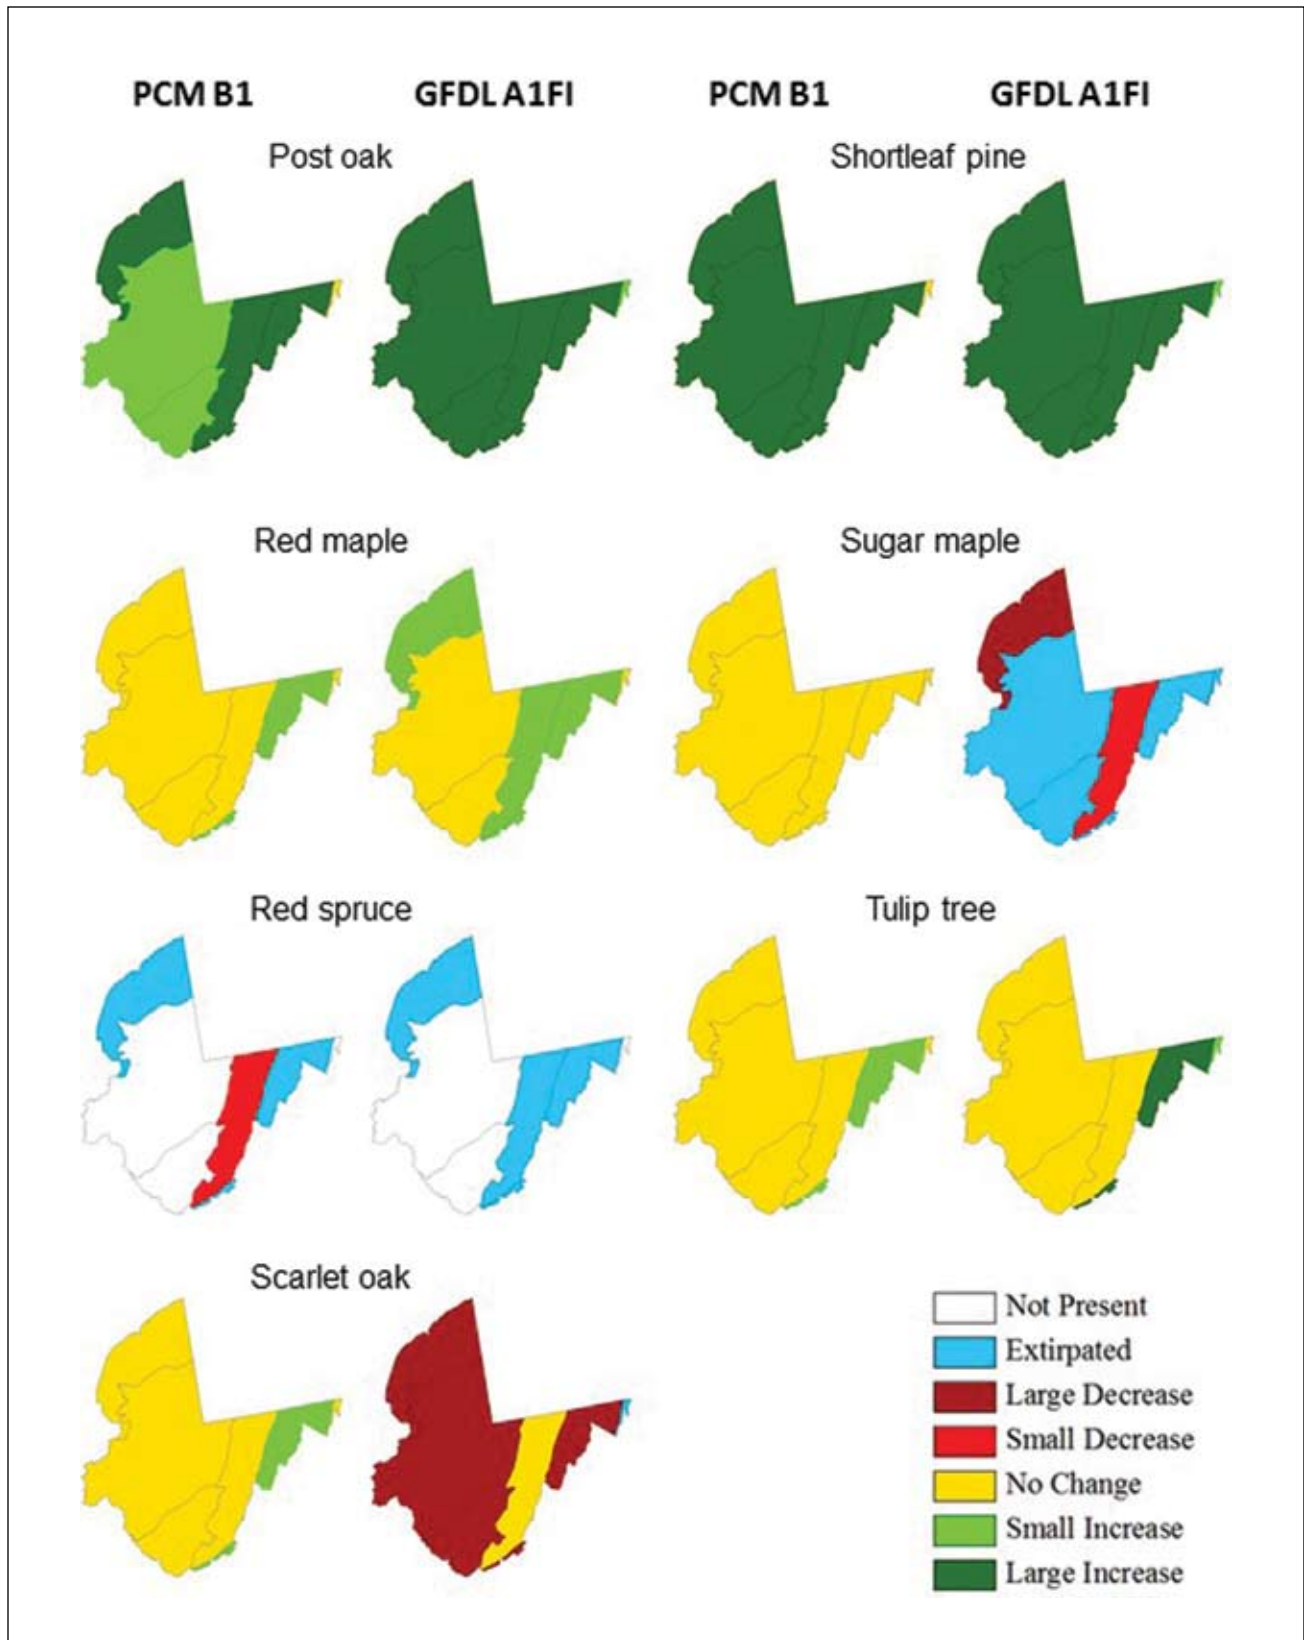 PCM B1 GFDL A1FI PCM B1 GFDL A1FI
Post oak Shortleaf pine
Red maple Sugar maple
Red spruce Tulip tree
Scarlet oak
Not Present
Extirpated
Large Decrease
Small Decrease
No Change
Small Increase
Large Increase